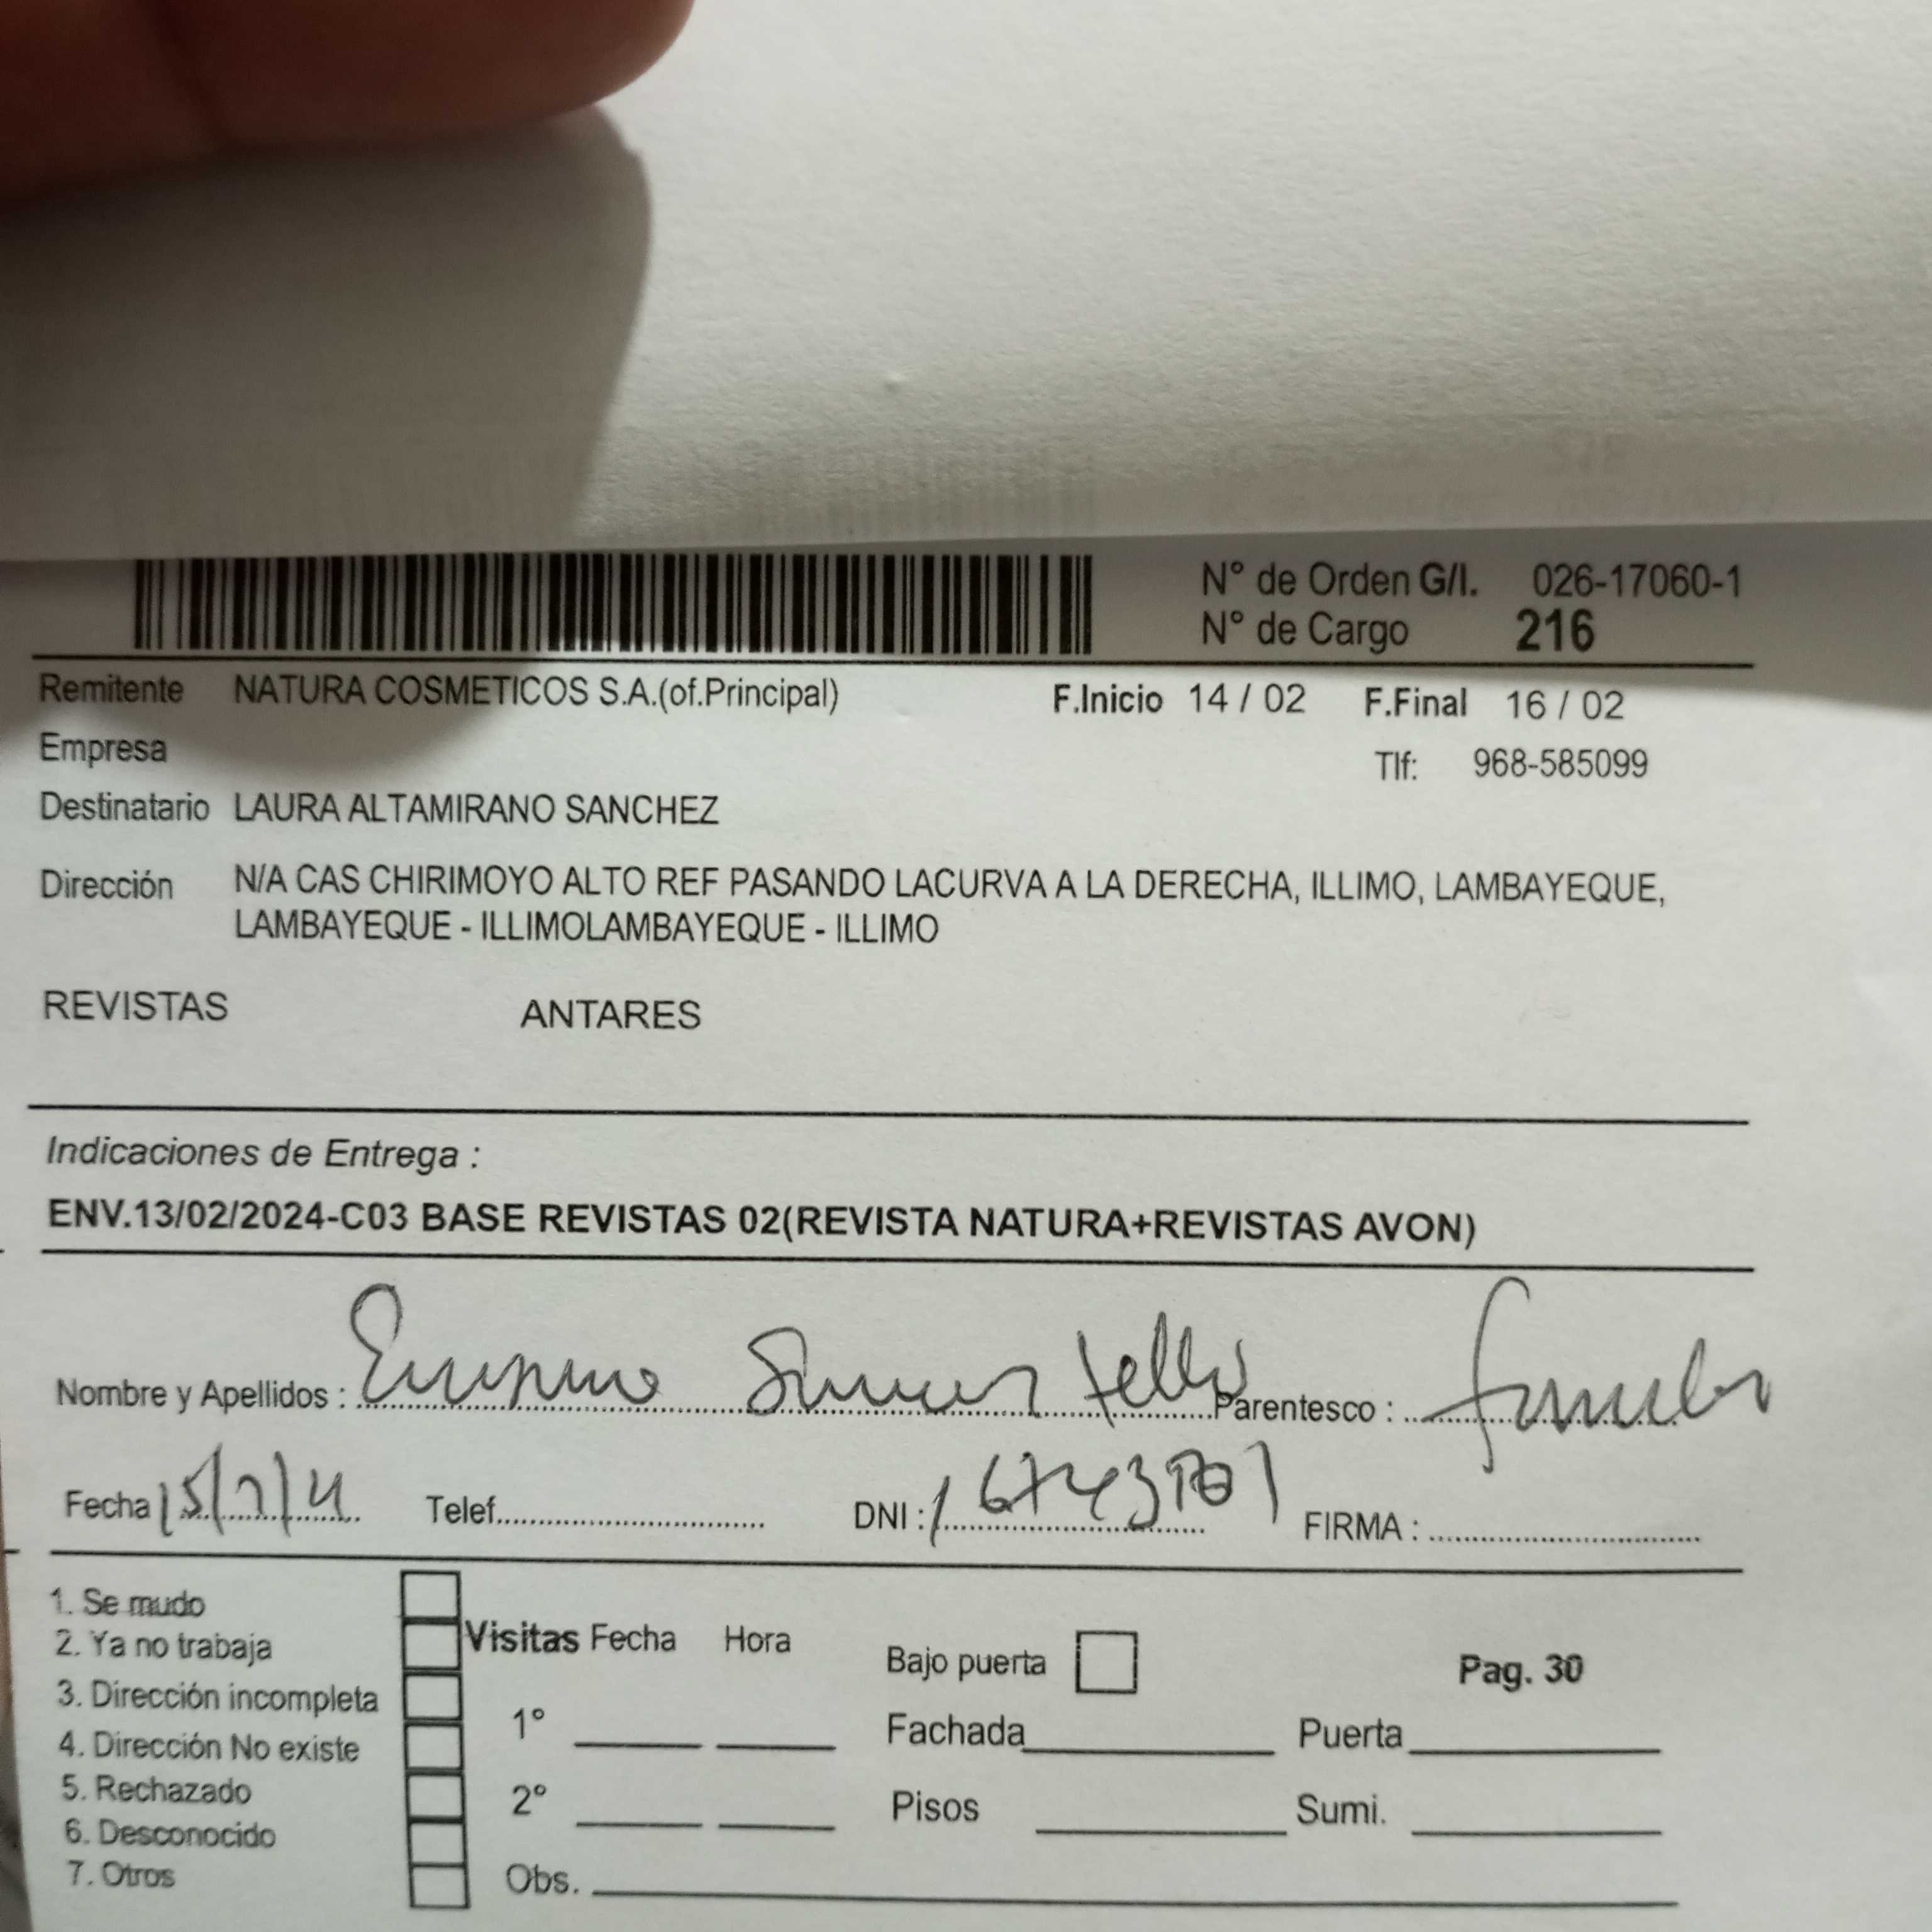 N° de Orden G/I. 026-17060-1
N° de Cargo 216
Remitente NATURA COSMETICOS S.A.(of.Principal) F.Inicio 14 / 02 F.Final 16 / 02
Empresa Tlf: 968-585099
Destinatario LAURA ALTAMIRANO SANCHEZ
Dirección N/A CAS CHIRIMOYO ALTO REF PASANDO LACURVA A LA DERECHA, ILLIMO, LAMBAYEQUE,
LAMBAYEQUE - ILLIMOLAMBAYEQUE - ILLIMO
REVISTAS ANTARES
Indicaciones de Entrega :
ENV.13/02/2024-C03 BASE REVISTAS 02(REVISTA NATURA+REVISTAS AVON)
Nombre y Apellidos : Tello Parentesco :
Fecha Telef. DNI : FIRMA :
1. Se mudo
2. Ya no trabaja
3. Dirección incompleta
4. Dirección No existe
5. Rechazado
6. Desconocido
7. Otros
Visitas Fecha Hora
1°
2°
Obs.
Bajo puerta Pag. 30
Fachada Puerta
Pisos Sumi.